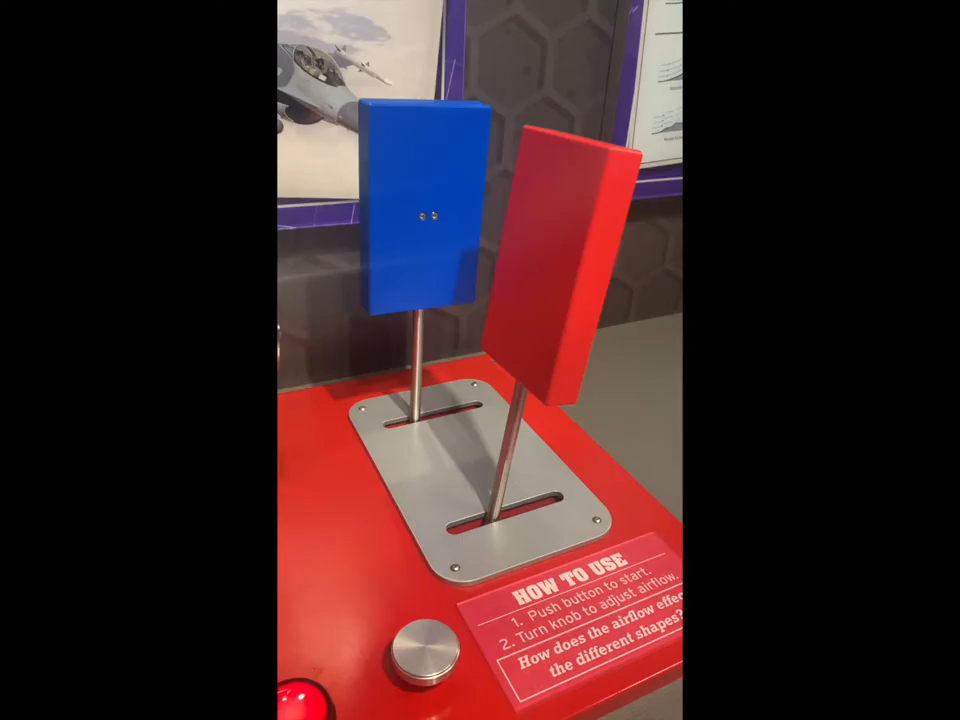 HOW TO USE
1. Push button to start.
2. Turn knob to adjust airflow.
How does the airflow effec
the different shapes?